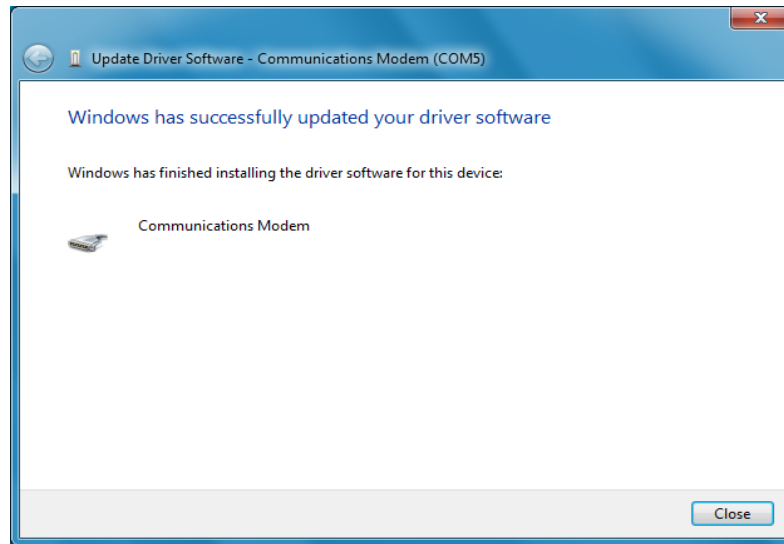 Update Driver Software - Communications Modem (COM5)
Windows has successfully updated your driver software
Windows has finished installing the driver software for this device:
Communications Modem
Close